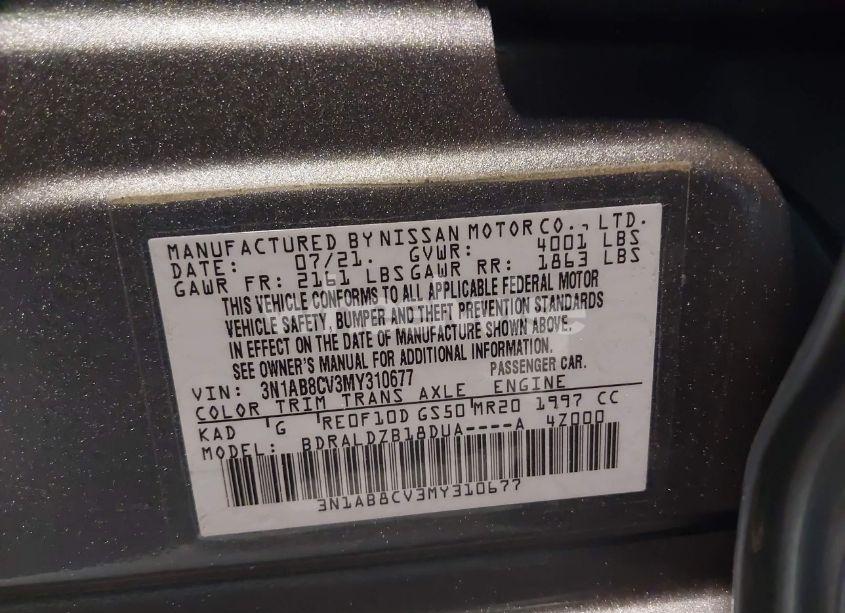 MANUFACTURED BY NISSAN MOTOR CO., LTD.
DATE: 07/21. GVWR: 4001 LBS
GAWR FR: 2161 LBS GAWR RR: 1863 LBS
THIS VEHICLE CONFORMS TO ALL APPLICABLE FEDERAL MOTOR
VEHICLE SAFETY, BUMPER AND THEFT PREVENTION STANDARDS
IN EFFECT ON THE DATE OF MANUFACTURE SHOWN ABOVE.
SEE OWNER'S MANUAL FOR ADDITIONAL INFORMATION.
VIN: 3N1AB8CV3MY310677 PASSENGER CAR.
COLOR TRIM TRANS AXLE ENGINE
KAD G RE0F10D GS50 MR20 1997 CC
MODEL: BDRALDZB18DUA----A 4Z000
3N1AB8CV3MY310677